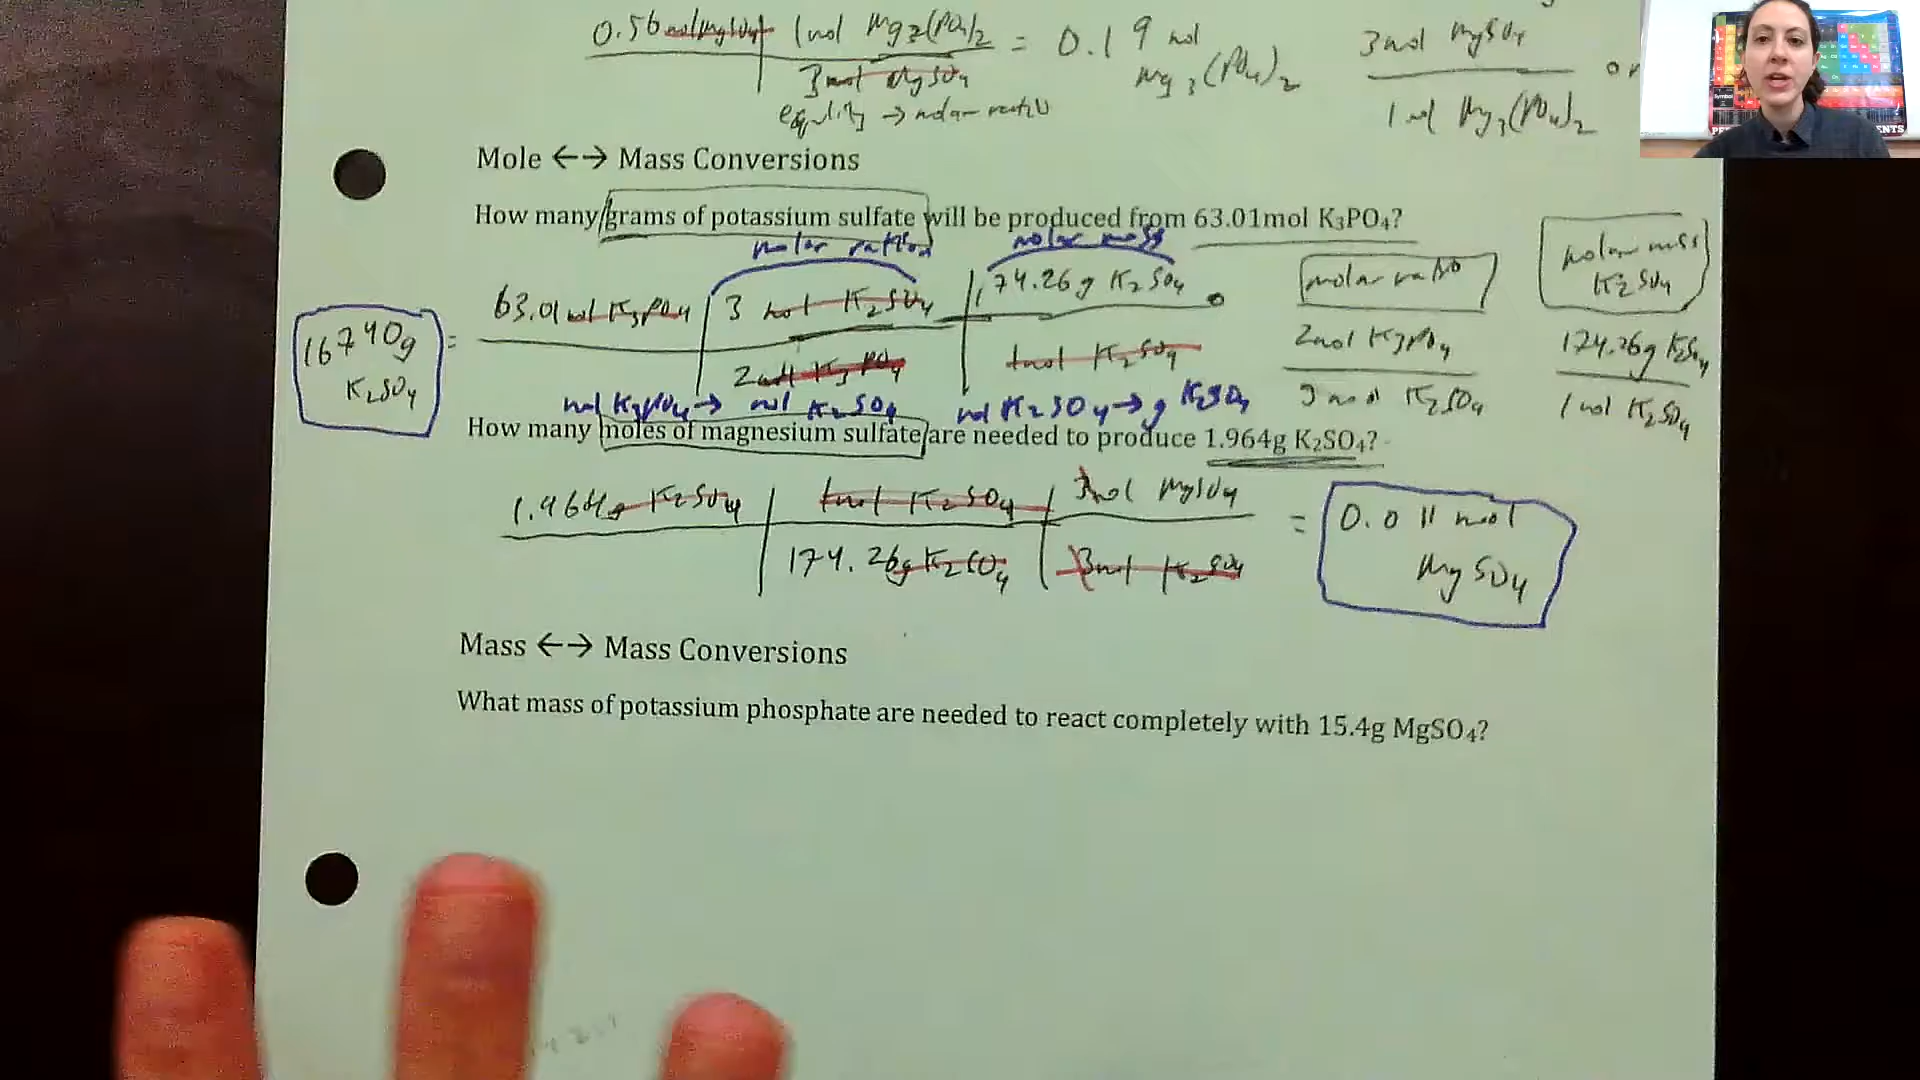 0.56 mol MgSO4 | 1 mol Mg3(PO4)2 = 0.19 mol Mg3(PO4)2
3 mol MgSO4
equality → molar ratio
3 mol MgSO4 or
1 mol Mg3(PO4)2
Mole ←→ Mass Conversions
How many grams of potassium sulfate will be produced from 63.01mol K₃PO₄?
molar ratio molar mass
63.01 mol K3PO4 | 3 mol K2SO4 | 174.26 g K2SO4
2 mol K3PO4 | 1 mol K2SO4
= 16740g K2SO4
mol K3PO4 → mol K2SO4 mol K2SO4 → g K2SO4
molar ratio
2 mol K3PO4
3 mol K2SO4
molar mass
K2SO4
174.26g K2SO4
1 mol K2SO4
How many moles of magnesium sulfate are needed to produce 1.964g K₂SO₄?
1.964g K2SO4 | 1 mol K2SO4 | 3mol MgSO4 = 0.011 mol MgSO4
174.26g K2SO4 | 3mol K2SO4
Mass ←→ Mass Conversions
What mass of potassium phosphate are needed to react completely with 15.4g MgSO₄?
Symbol